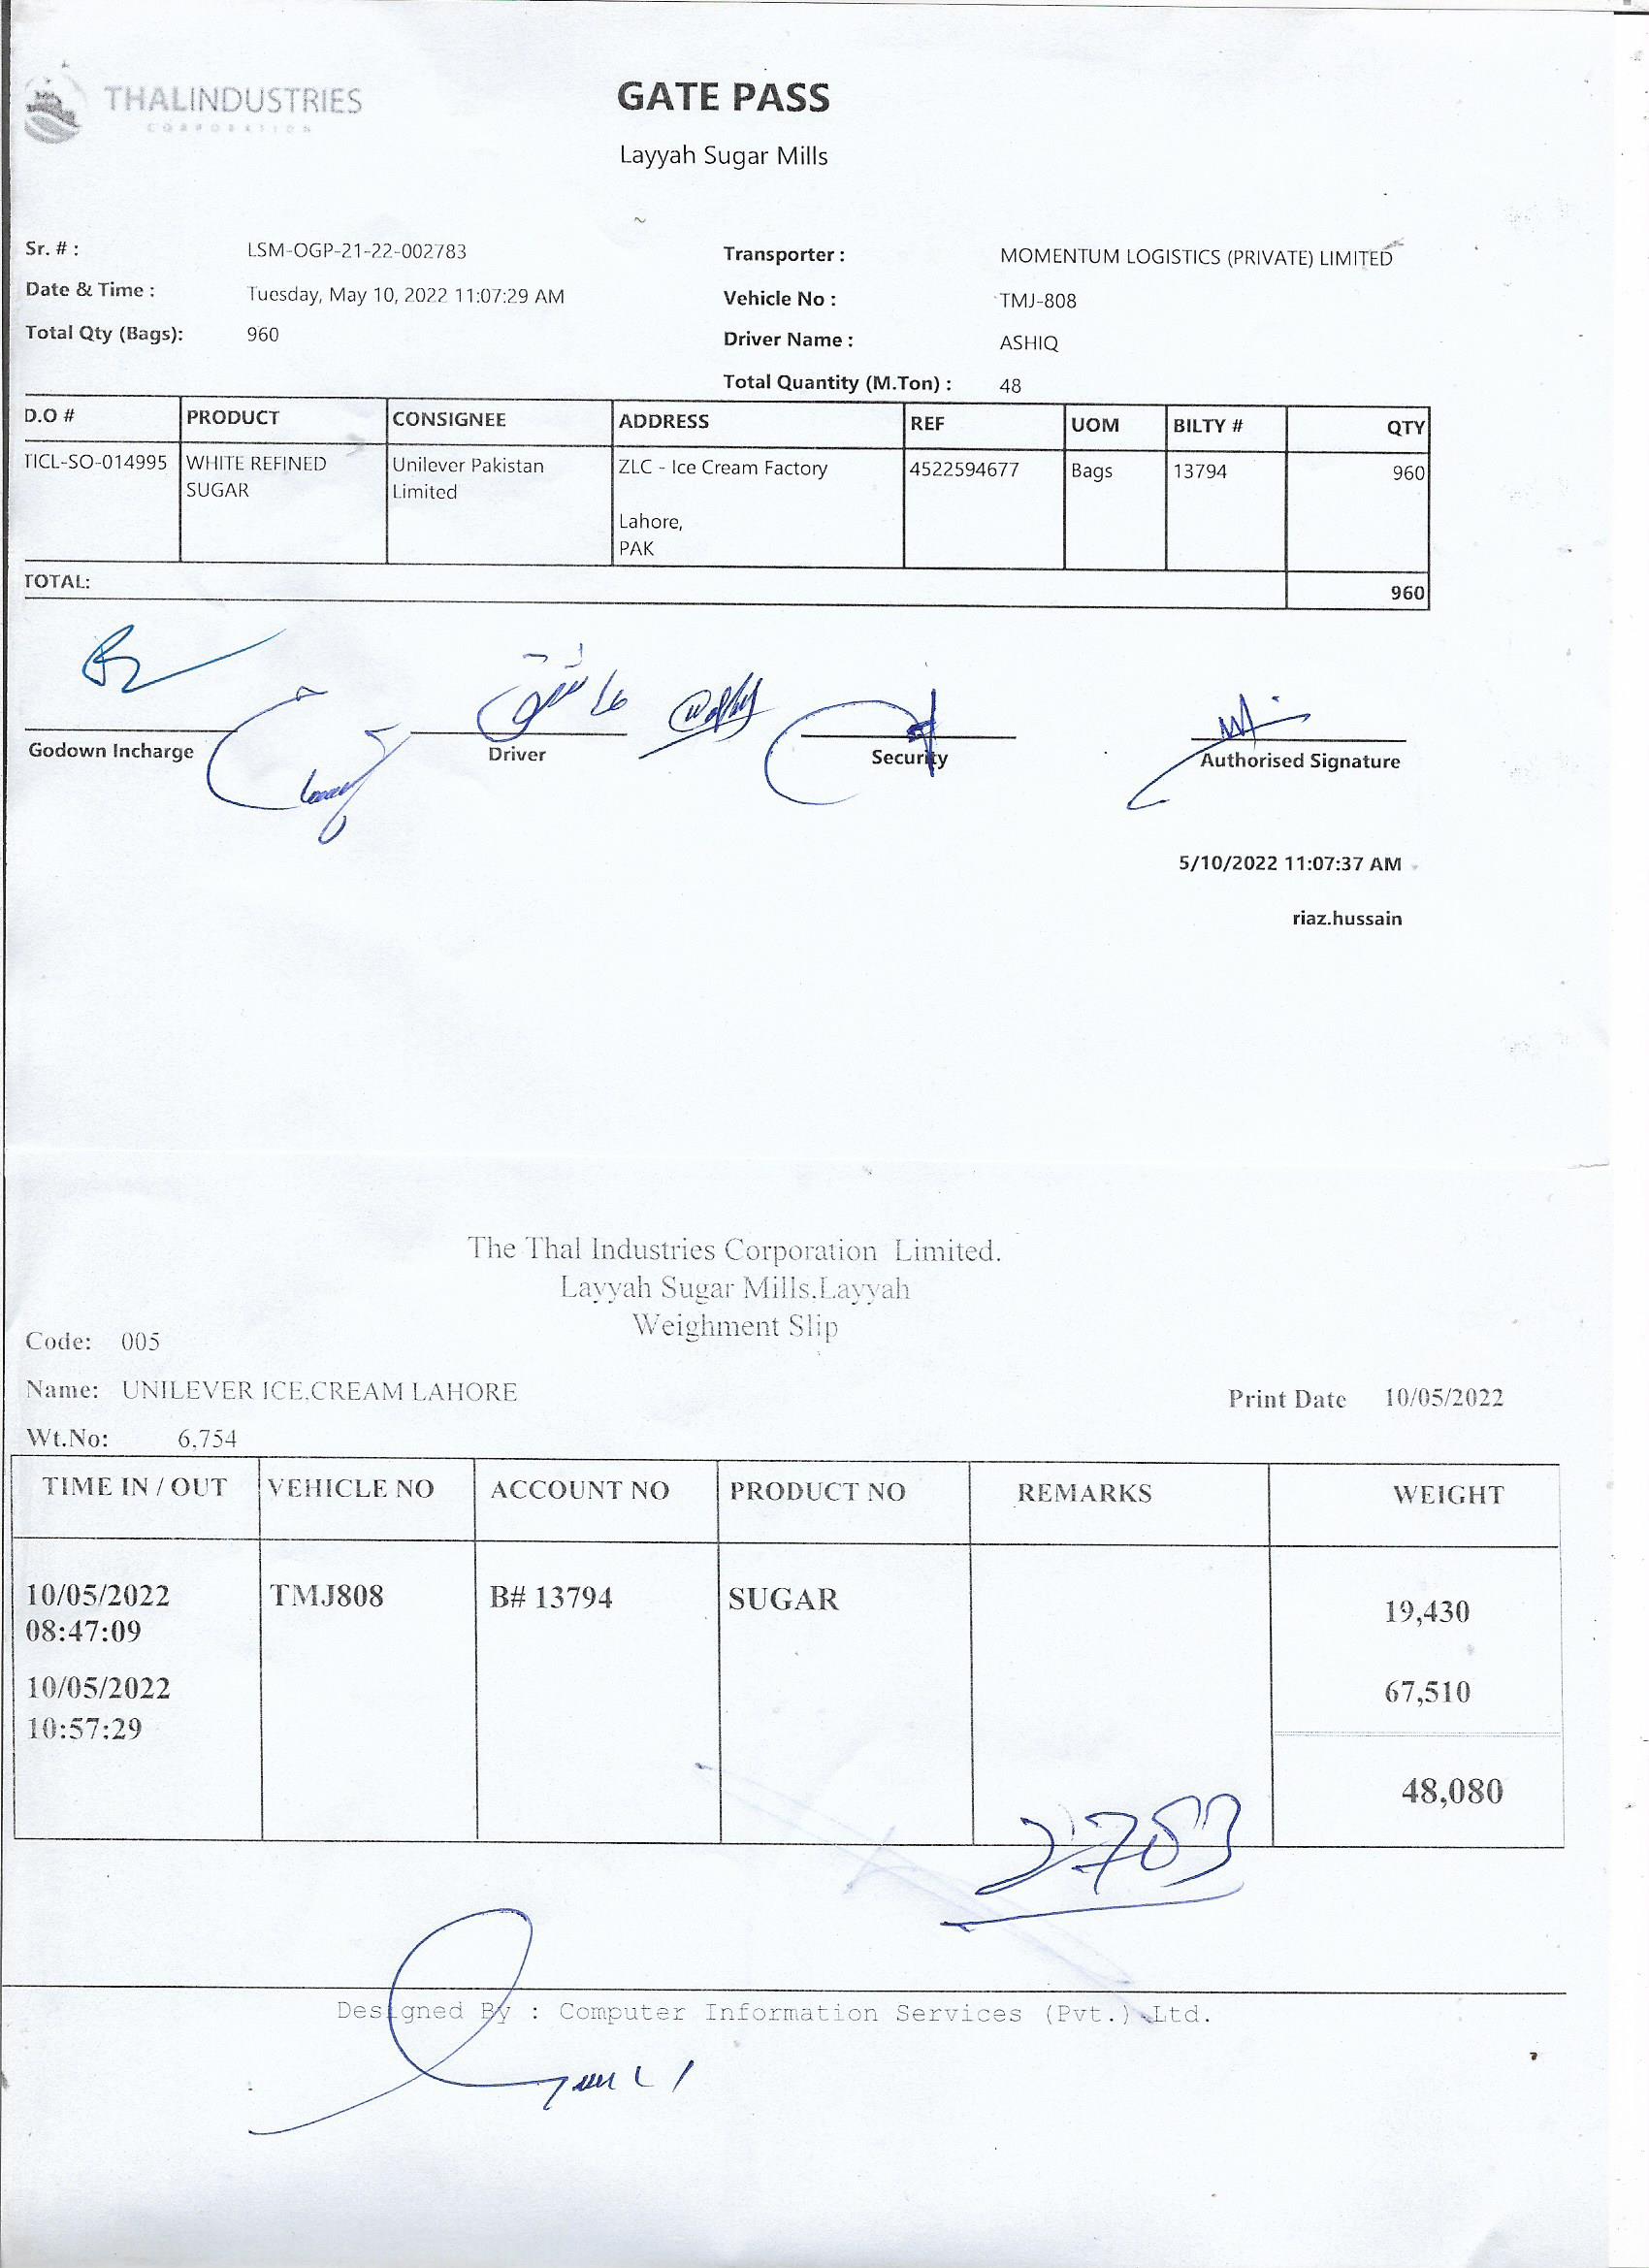 THALINDUSTRIES
CORPORATION
GATE PASS
Layyah Sugar Mills
Sr. # : LSM-OGP-21-22-002783
Transporter : MOMENTUM LOGISTICS (PRIVATE) LIMITED
Date & Time : Tuesday, May 10, 2022 11:07:29 AM
Vehicle No : TMJ-808
Total Qty (Bags): 960
Driver Name : ASHIQ
Total Quantity (M.Ton) : 48
D.O # PRODUCT CONSIGNEE ADDRESS REF UOM BILTY # QTY
TICL-SO-014995 WHITE REFINED Unilever Pakistan ZLC - Ice Cream Factory 4522594677 Bags 13794 960
SUGAR Limited
Lahore,
PAK
TOTAL: 960
عاشق
Godown Incharge Driver Security Authorised Signature
5/10/2022 11:07:37 AM
riaz.hussain
The Thal Industries Corporation Limited.
Layyah Sugar Mills.Layyah
Weighment Slip
Code: 005
Name: UNILEVER ICE.CREAM LAHORE
Print Date 10/05/2022
Wt.No: 6,754
TIME IN / OUT VEHICLE NO ACCOUNT NO PRODUCT NO REMARKS WEIGHT
10/05/2022 TMJ808 B# 13794 SUGAR 19,430
08:47:09
10/05/2022 67,510
10:57:29
48,080
2783
Designed By : Computer Information Services (Pvt.) Ltd.